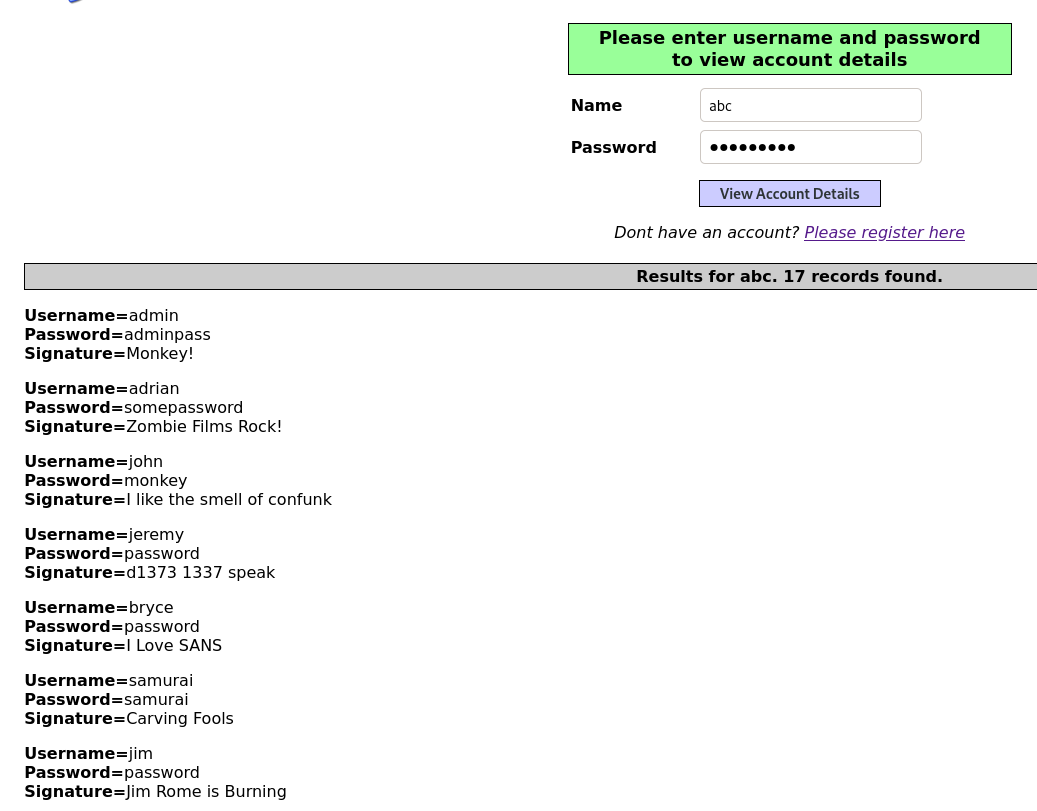 Please enter username and password
to view account details
Name
abc
Password
•••••••••
View Account Details
Dont have an account? Please register here
Results for abc. 17 records found.
Username=admin
Password=adminpass
Signature=Monkey!
Username=adrian
Password=somepassword
Signature=Zombie Films Rock!
Username=john
Password=monkey
Signature=I like the smell of confunk
Username=jeremy
Password=password
Signature=d1373 1337 speak
Username=bryce
Password=password
Signature=I Love SANS
Username=samurai
Password=samurai
Signature=Carving Fools
Username=jim
Password=password
Signature=Jim Rome is Burning